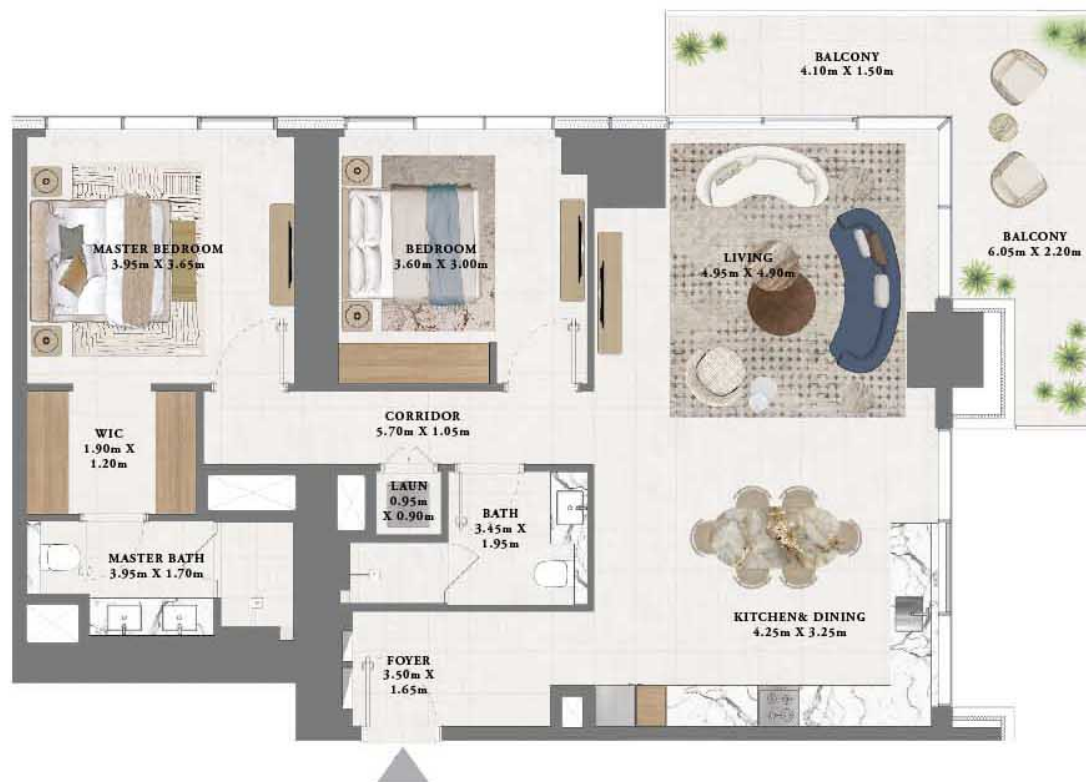 BALCONY
4.10m X 1.50m
BALCONY
6.05m X 2.20m
MASTER BEDROOM
3.95m X 3.65m
BEDROOM
3.60m X 3.00m
LIVING
4.95m X 4.90m
CORRIDOR
5.70m X 1.05m
WIC
1.90m X
1.20m
LAUN
0.95m
X 0.90m
BATH
3.45m X
1.95m
MASTER BATH
3.95m X 1.70m
KITCHEN& DINING
4.25m X 3.25m
FOYER
3.50m X
1.65m